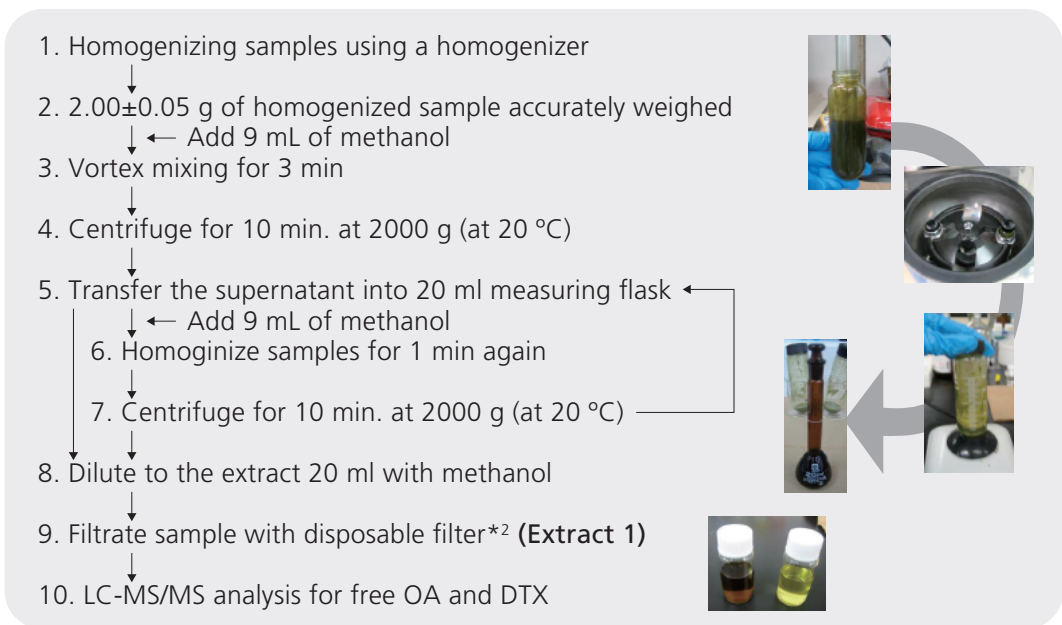 1. Homogenizing samples using a homogenizer
2. 2.00±0.05 g of homogenized sample accurately weighed
Add 9 mL of methanol
3. Vortex mixing for 3 min
4. Centrifuge for 10 min. at 2000 g (at 20 ºC)
5. Transfer the supernatant into 20 ml measuring flask
Add 9 mL of methanol
6. Homoginize samples for 1 min again
7. Centrifuge for 10 min. at 2000 g (at 20 ºC)
8. Dilute to the extract 20 ml with methanol
9. Filtrate sample with disposable filter*2 (Extract 1)
10. LC-MS/MS analysis for free OA and DTX